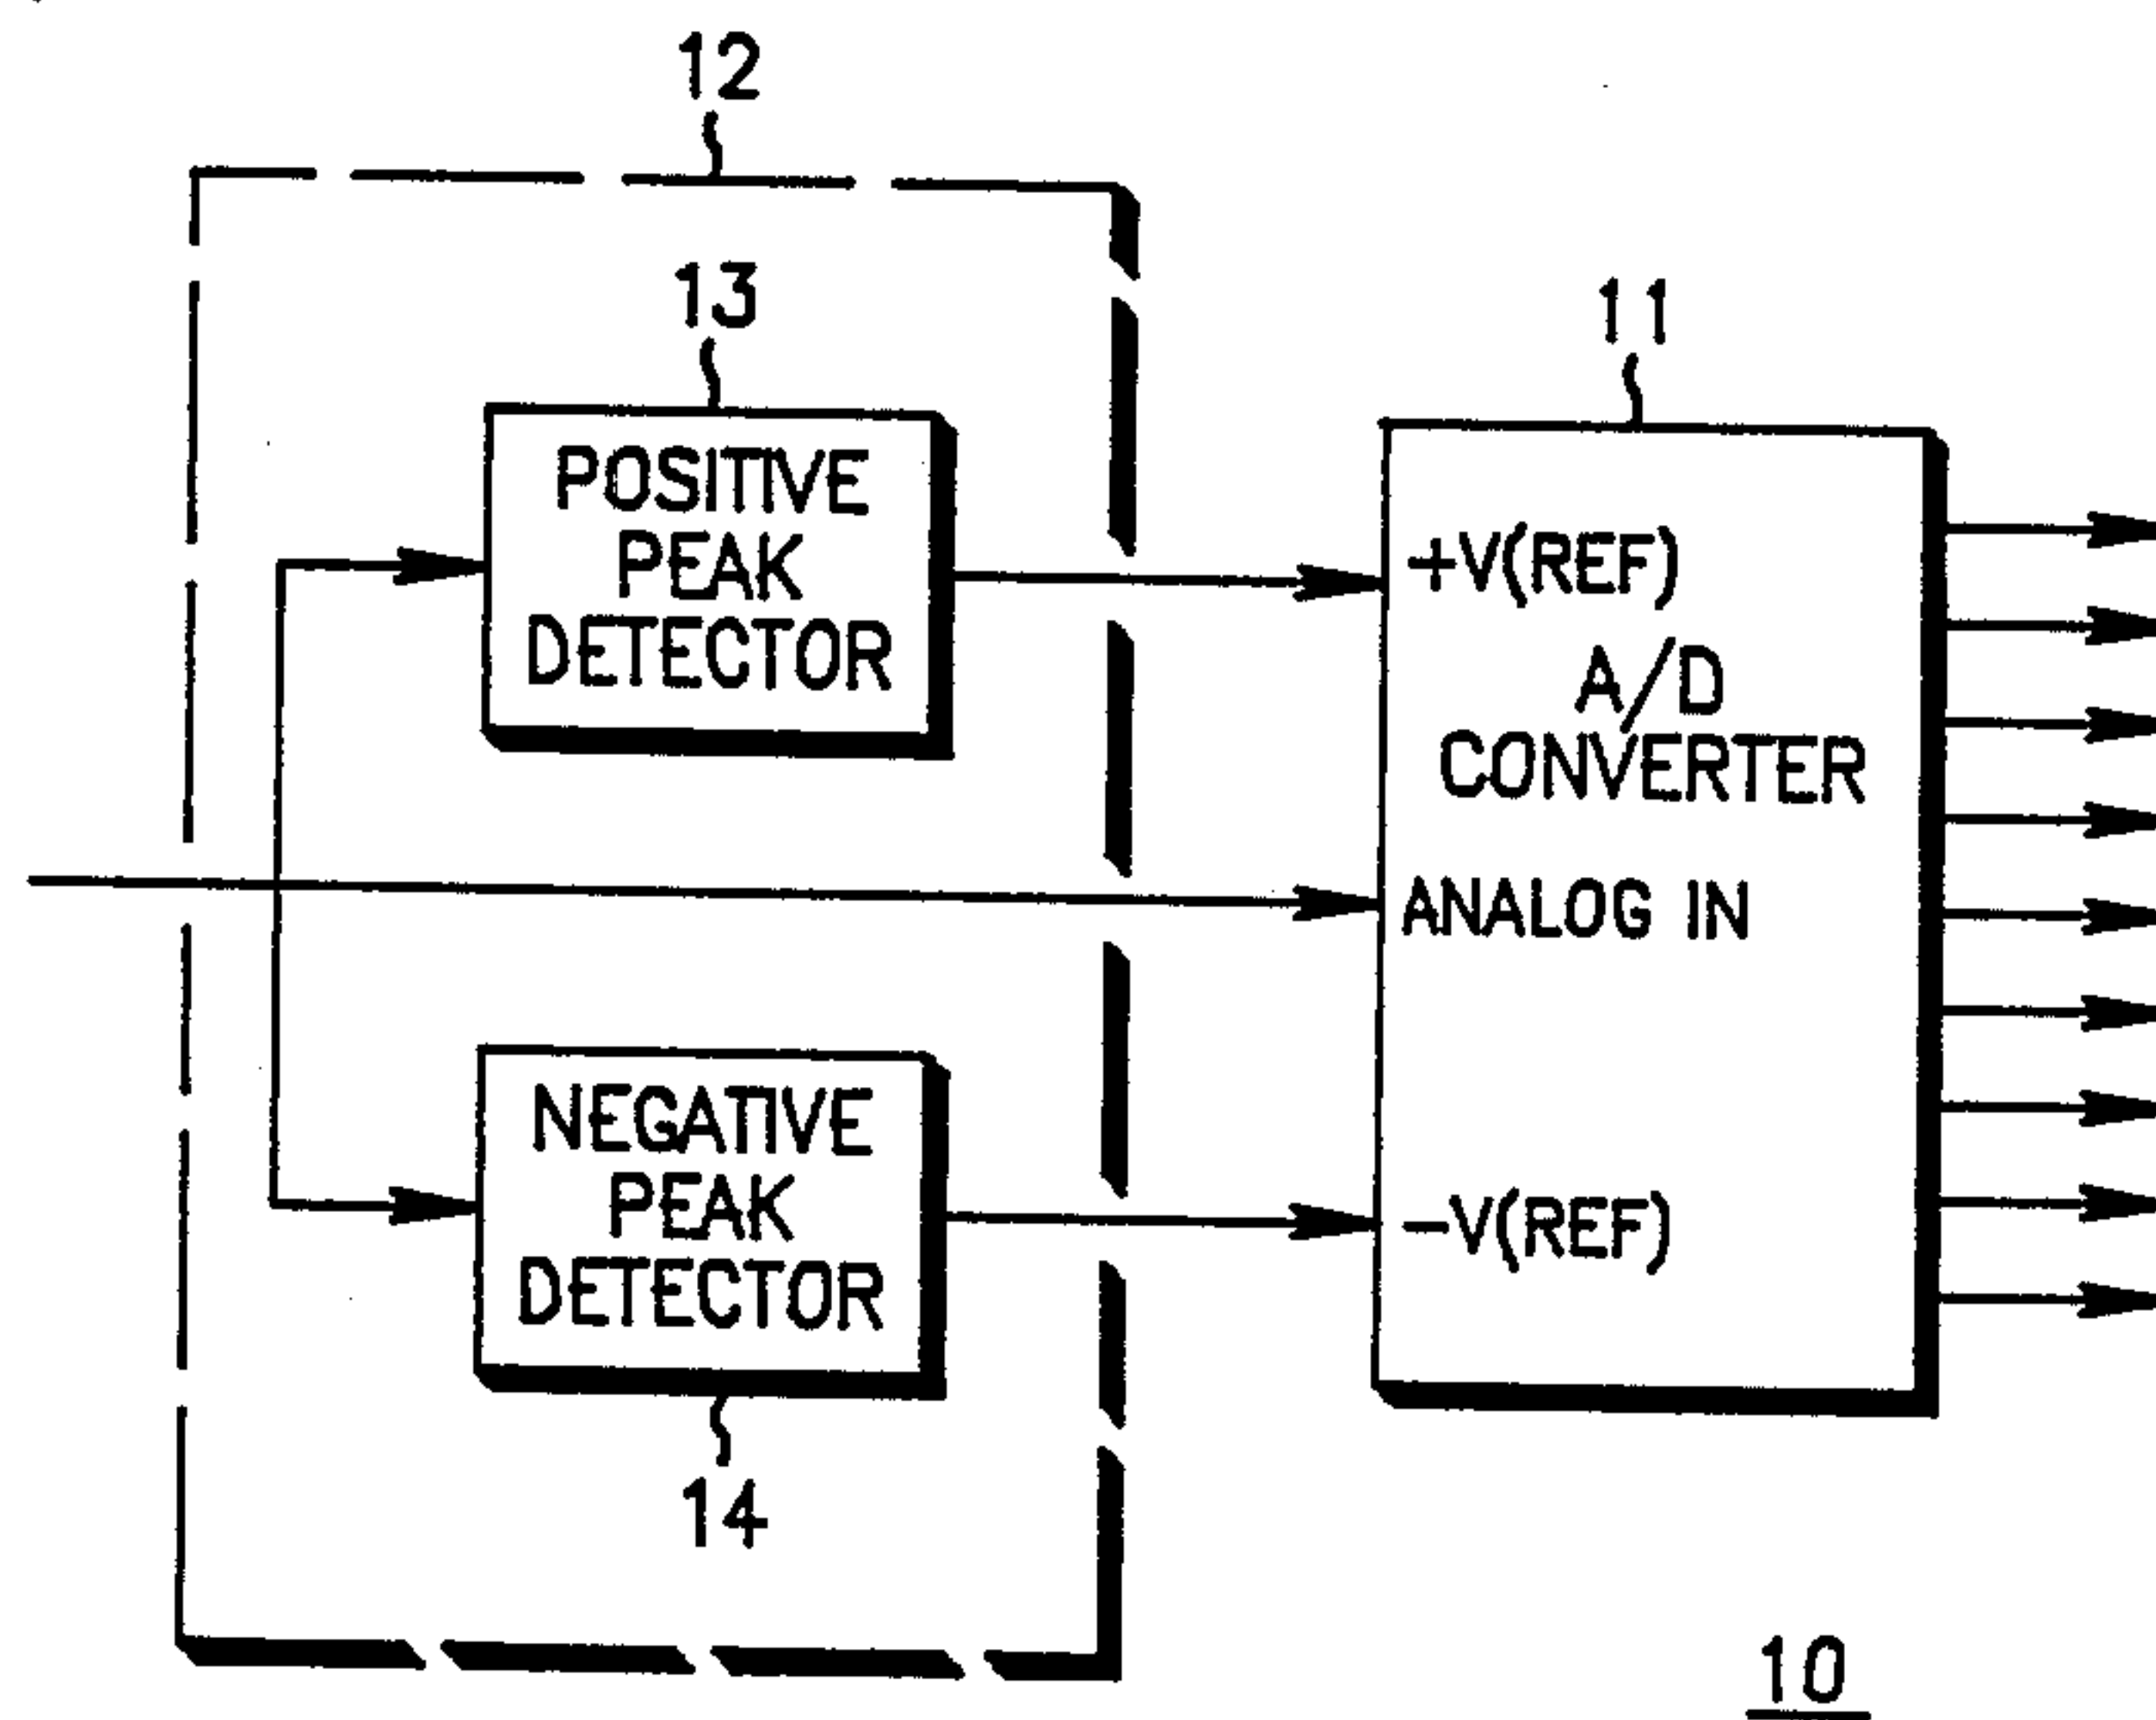 12
13
11
POSITIVE
PEAK
DETECTOR
+V(REF)
A/D
CONVERTER
ANALOG IN
NEGATIVE
PEAK
DETECTOR
-V(REF)
14
10